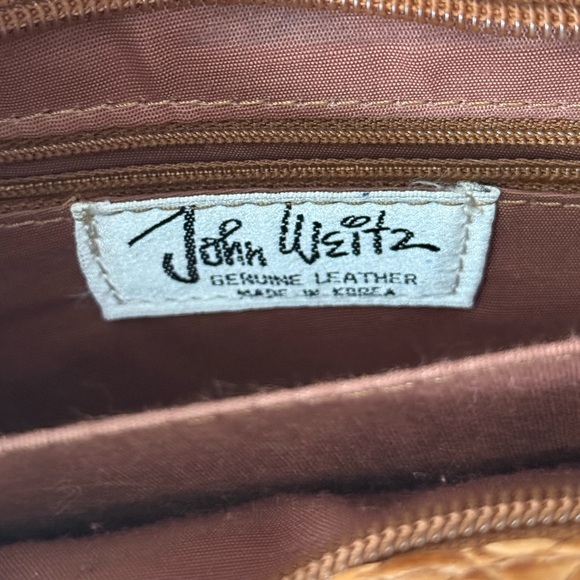 John Weitz
GENUINE LEATHER
MADE IN KOREA